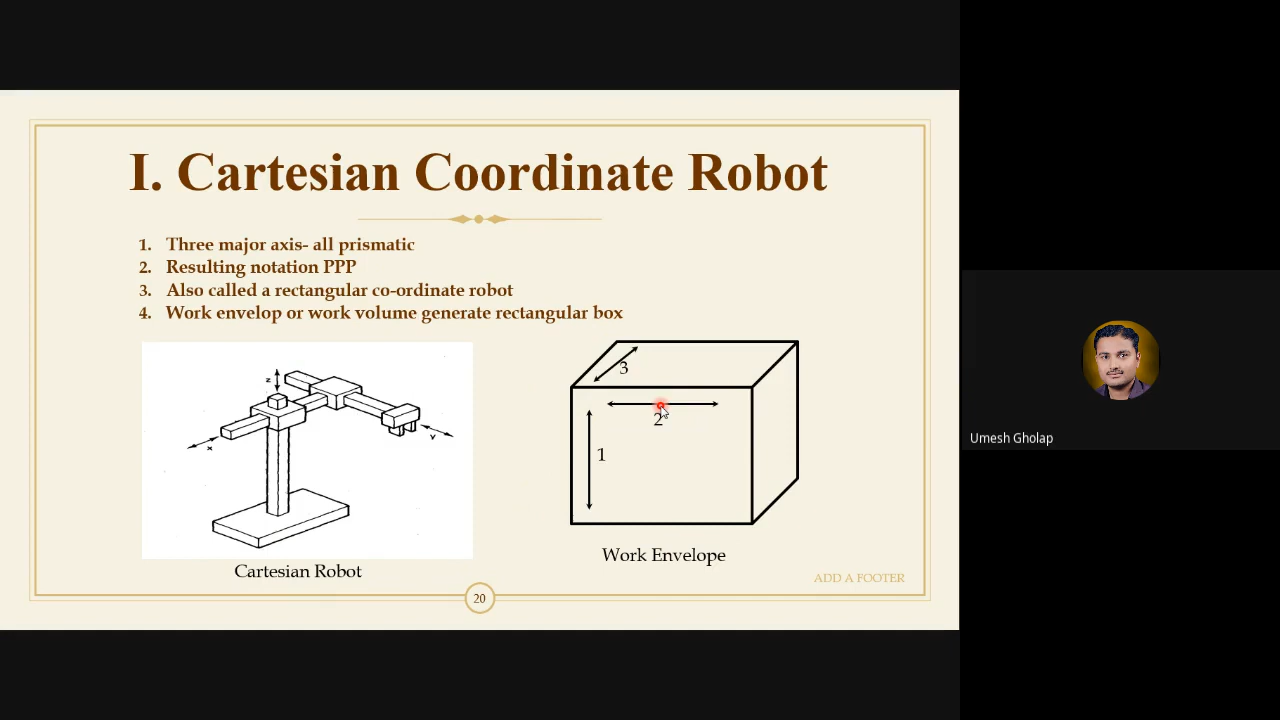 I. Cartesian Coordinate Robot
1. Three major axis- all prismatic
2. Resulting notation PPP
3. Also called a rectangular co-ordinate robot
4. Work envelop or work volume generate rectangular box
z
x
y
Cartesian Robot
3
2
1
Work Envelope
ADD A FOOTER
20
Umesh Gholap